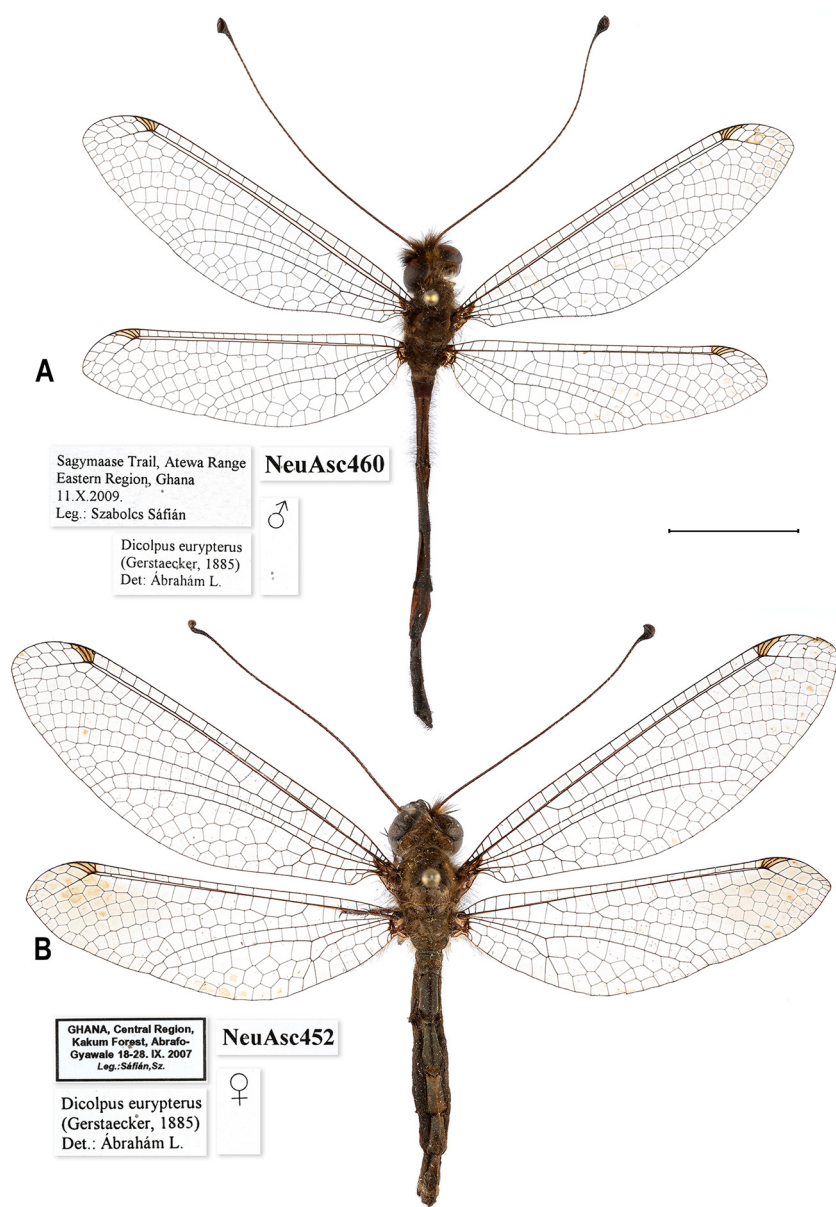 A
Sagymaase Trail, Atewa Range
Eastern Region, Ghana
11.X.2009.
Leg.: Szabolcs Sáfián
NeuAsc460
♂
Dicolpus eurypterus
(Gerstaecker, 1885)
Det: Ábrahám L.
B
GHANA, Central Region,
Kakum Forest, Abrafo-
Gyawale 18-28. IX. 2007
Leg.:Sáfián,Sz.
NeuAsc452
♀
Dicolpus eurypterus
(Gerstaecker, 1885)
Det.: Ábrahám L.